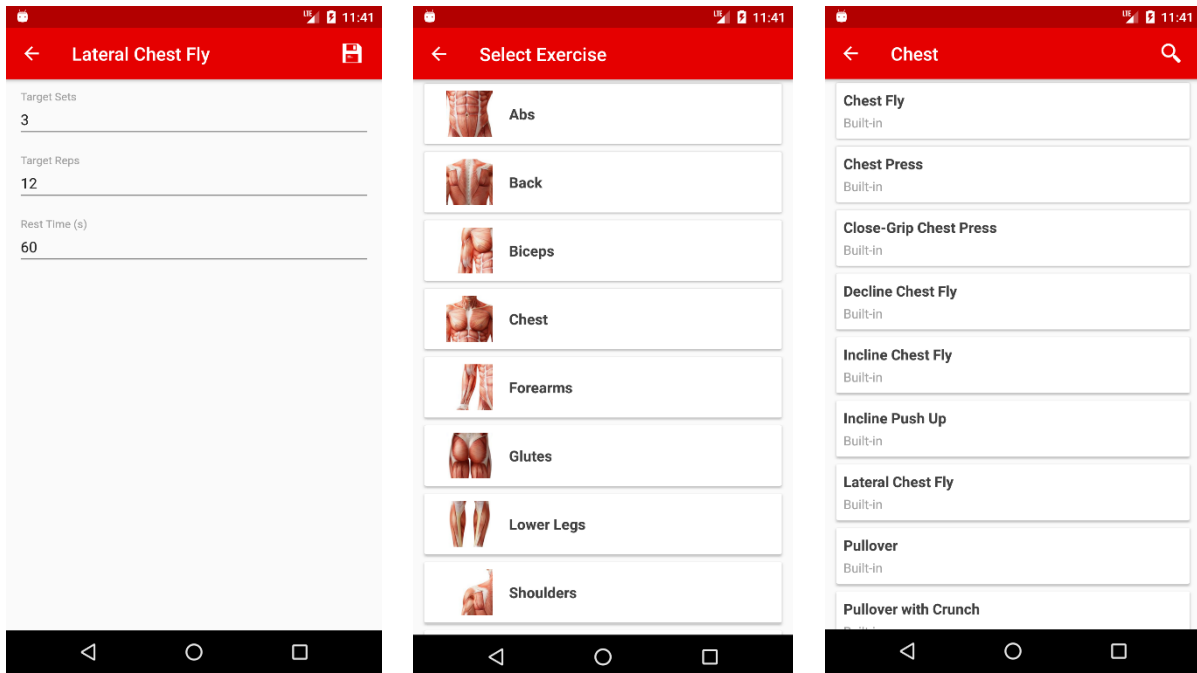 LTE 11:41
Lateral Chest Fly
Target Sets
3
Target Reps
12
Rest Time (s)
60
LTE 11:41
Select Exercise
Abs
Back
Biceps
Chest
Forearms
Glutes
Lower Legs
Shoulders
LTE 11:41
Chest
Chest Fly
Built-in
Chest Press
Built-in
Close-Grip Chest Press
Built-in
Decline Chest Fly
Built-in
Incline Chest Fly
Built-in
Incline Push Up
Built-in
Lateral Chest Fly
Built-in
Pullover
Built-in
Pullover with Crunch